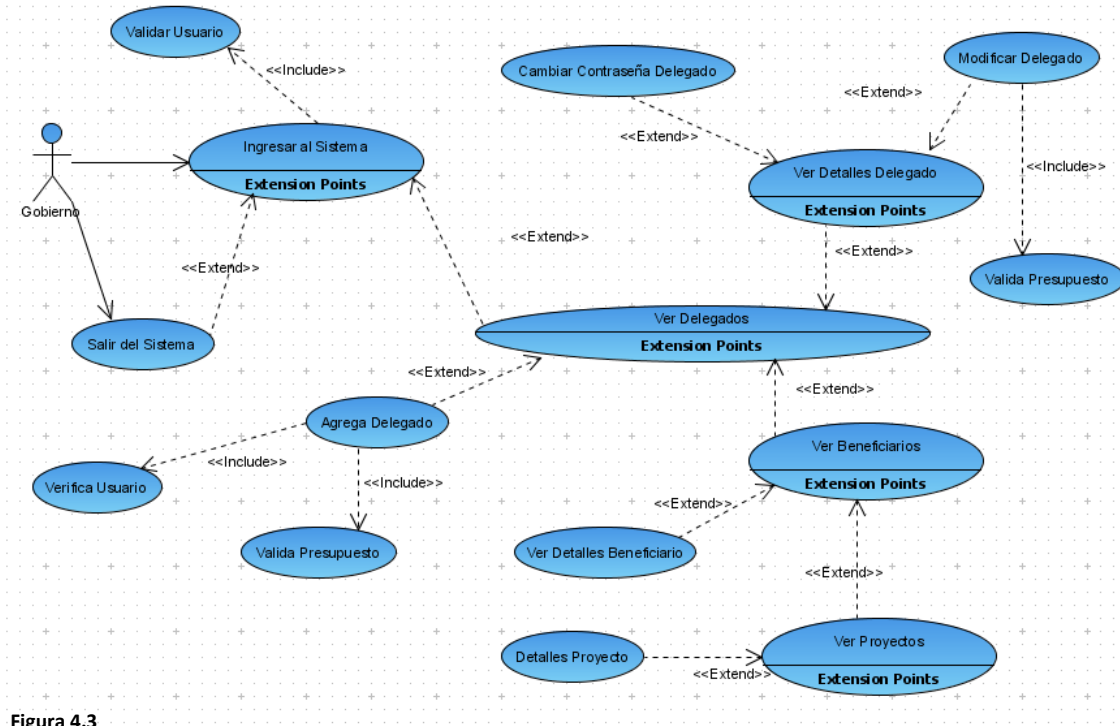 Validar Usuario
<<Include>>
Cambiar Contraseña Delegado
Modificar Delegado
<<Extend>>
<<Extend>>
Ingresar al Sistema
Extension Points
Gobierno
Ver Detalles Delegado
Extension Points
<<Include>>
<<Extend>>
<<Extend>>
<<Extend>>
Valida Presupuesto
Ver Delegados
Extension Points
Salir del Sistema
<<Extend>>
<<Extend>>
Agrega Delegado
Ver Beneficiarios
Extension Points
<<Include>>
<<Include>>
Verifica Usuario
<<Extend>>
Valida Presupuesto
Ver Detalles Beneficiario
<<Extend>>
Ver Proyectos
Extension Points
Detalles Proyecto
<<Extend>>
Figura 4.3